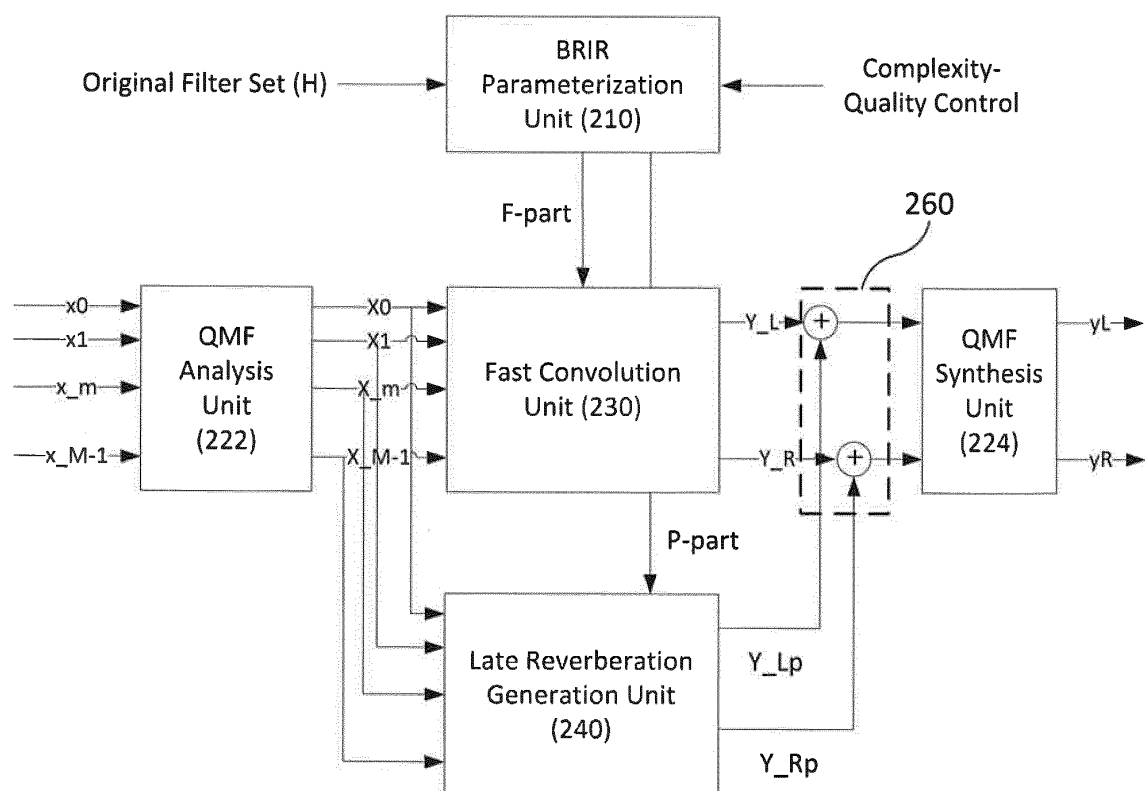 BRIR
Parameterization
Unit (210)
Original Filter Set (H)
Complexity-
Quality Control
F-part
260
x0
x1
x_m
x_M-1
QMF
Analysis
Unit
(222)
X0
X1
X_m
X_M-1
Fast Convolution
Unit (230)
Y_L
+
Y_R
+
QMF
Synthesis
Unit
(224)
yL
yR
P-part
Late Reverberation
Generation Unit
(240)
Y_Lp
Y_Rp